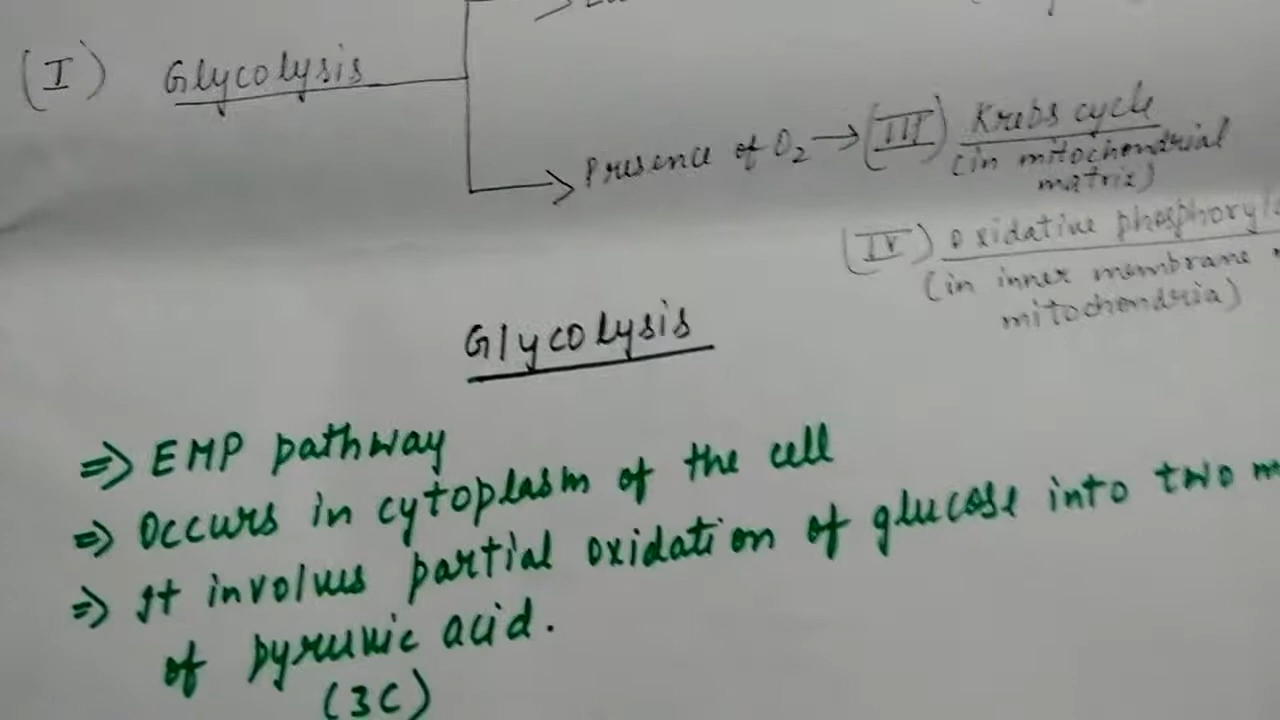 (I) Glycolysis
Presence of O2 → (III) Krebs cycle
(in mitochondrial
matrix)
(IV) oxidative
(in inner membrane
mitochondria)
Glycolysis
⇒ EMP pathway
⇒ Occurs in cytoplasm of the cell
⇒ It involves partial oxidation of glucose into two
of pyruvic acid.
(3C)